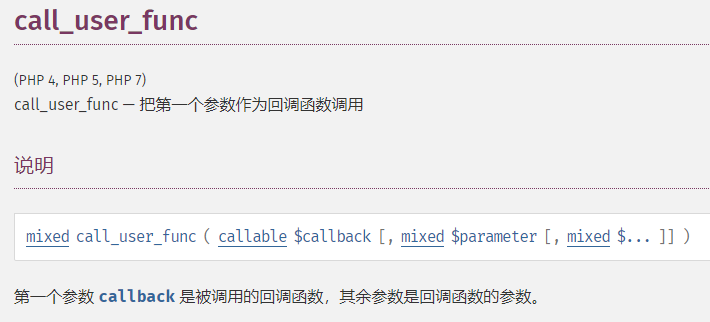 call_user_func
(PHP 4, PHP 5, PHP 7)
call_user_func — 把第一个参数作为回调函数调用
说明
mixed call_user_func ( callable $callback [, mixed $parameter [, mixed $... ]] )
第一个参数 callback 是被调用的回调函数，其余参数是回调函数的参数。